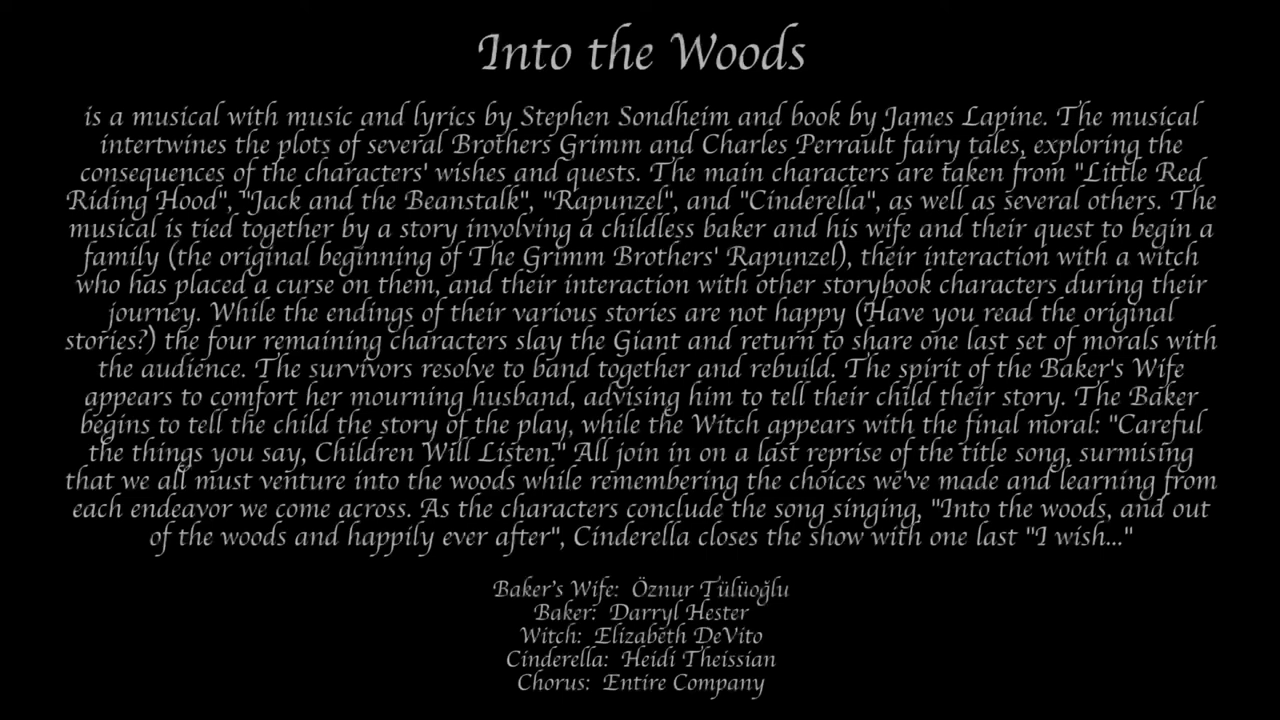 Into the Woods
is a musical with music and lyrics by Stephen Sondheim and book by James Lapine. The musical
intertwines the plots of several Brothers Grimm and Charles Perrault fairy tales, exploring the
consequences of the characters' wishes and quests. The main characters are taken from "Little Red
Riding Hood", "Jack and the Beanstalk", "Rapunzel", and "Cinderella", as well as several others. The
musical is tied together by a story involving a childless baker and his wife and their quest to begin a
family (the original beginning of The Grimm Brothers' Rapunzel), their interaction with a witch
who has placed a curse on them, and their interaction with other storybook characters during their
journey. While the endings of their various stories are not happy (Have you read the original
stories?) the four remaining characters slay the Giant and return to share one last set of morals with
the audience. The survivors resolve to band together and rebuild. The spirit of the Baker's Wife
appears to comfort her mourning husband, advising him to tell their child their story. The Baker
begins to tell the child the story of the play, while the Witch appears with the final moral: "Careful
the things you say, Children Will Listen." All join in on a last reprise of the title song, surmising
that we all must venture into the woods while remembering the choices we've made and learning from
each endeavor we come across. As the characters conclude the song singing, "Into the woods, and out
of the woods and happily ever after", Cinderella closes the show with one last "I wish..."
Baker's Wife: Öznur Tülüoğlu
Baker: Darryl Hester
Witch: Elizabeth DeVito
Cinderella: Heidi Theissian
Chorus: Entire Company